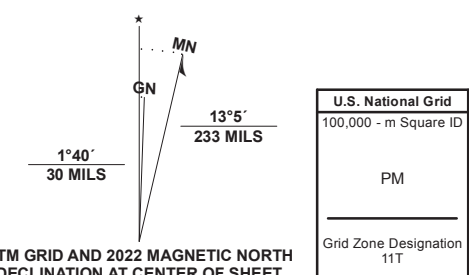 ★
MN
GN
13°5´
233 MILS
1°40´
30 MILS
TM GRID AND 2022 MAGNETIC NORTH
DECLINATION AT CENTER OF SHEET
U.S. National Grid
100,000 - m Square ID
PM
Grid Zone Designation
11T